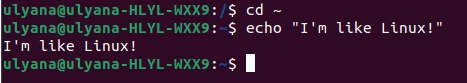 ulyana@ulyana-HLYL-WXX9:/$ cd ~
ulyana@ulyana-HLYL-WXX9:~$ echo "I'm like Linux!"
I'm like Linux!
ulyana@ulyana-HLYL-WXX9:~$